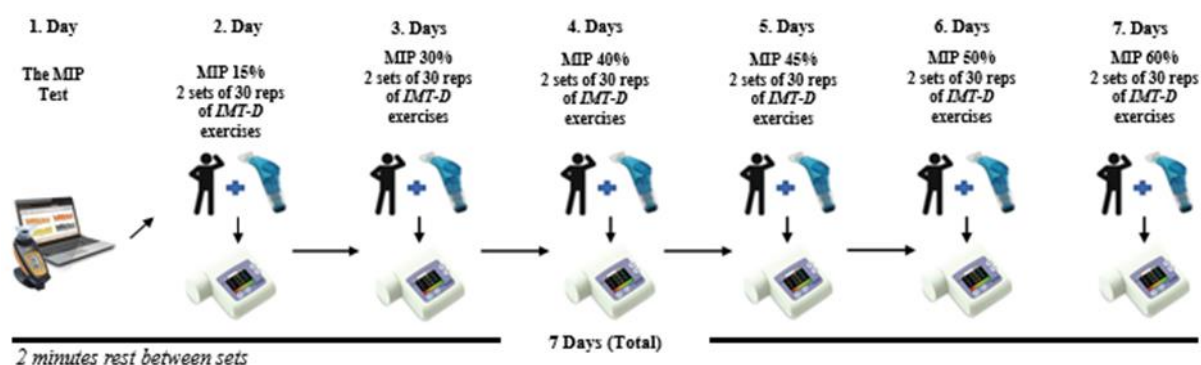 1. Day
The MIP
Test
2. Day
MIP 15%
2 sets of 30 reps
of IMT-D
exercises
3. Days
MIP 30%
2 sets of 30 reps
of IMT-D
exercises
4. Days
MIP 40%
2 sets of 30 reps
of IMT-D
exercises
5. Days
MIP 45%
2 sets of 30 reps
of IMT-D
exercises
6. Days
MIP 50%
2 sets of 30 reps
of IMT-D
exercises
7. Days
MIP 60%
2 sets of 30 reps
of IMT-D
exercises
7 Days (Total)
2 minutes rest between sets